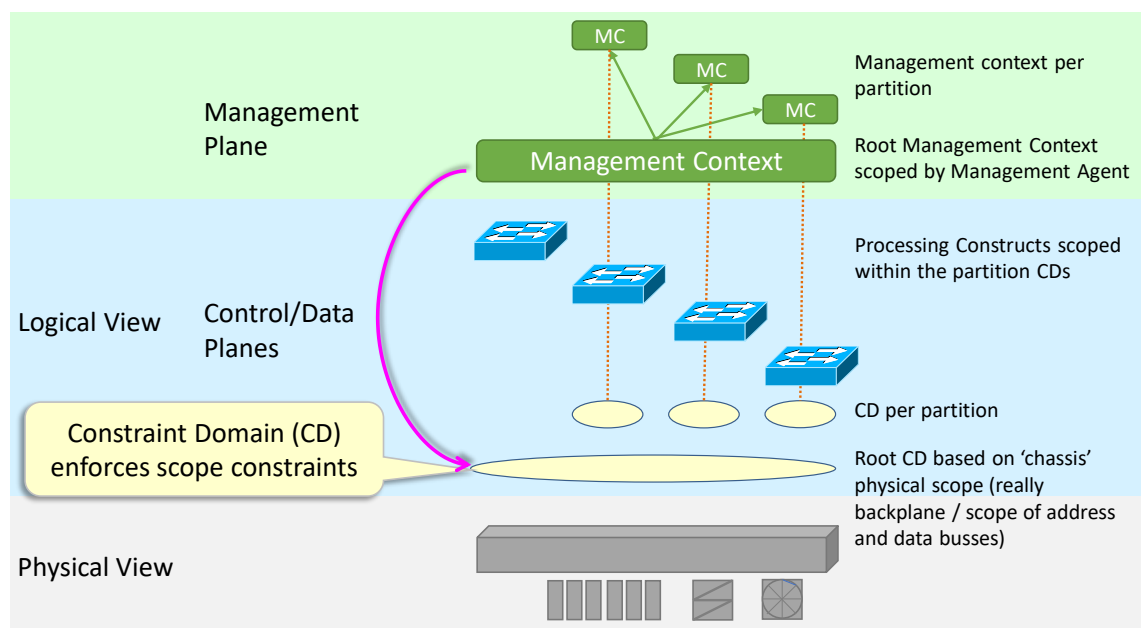 MC
MC
MC
Management context per
partition
Management
Plane
Management Context
Root Management Context
scoped by Management Agent
Processing Constructs scoped
within the partition CDs
Logical View
Control/Data
Planes
CD per partition
Constraint Domain (CD)
enforces scope constraints
Root CD based on ‘chassis’
physical scope (really
backplane / scope of address
and data busses)
Physical View